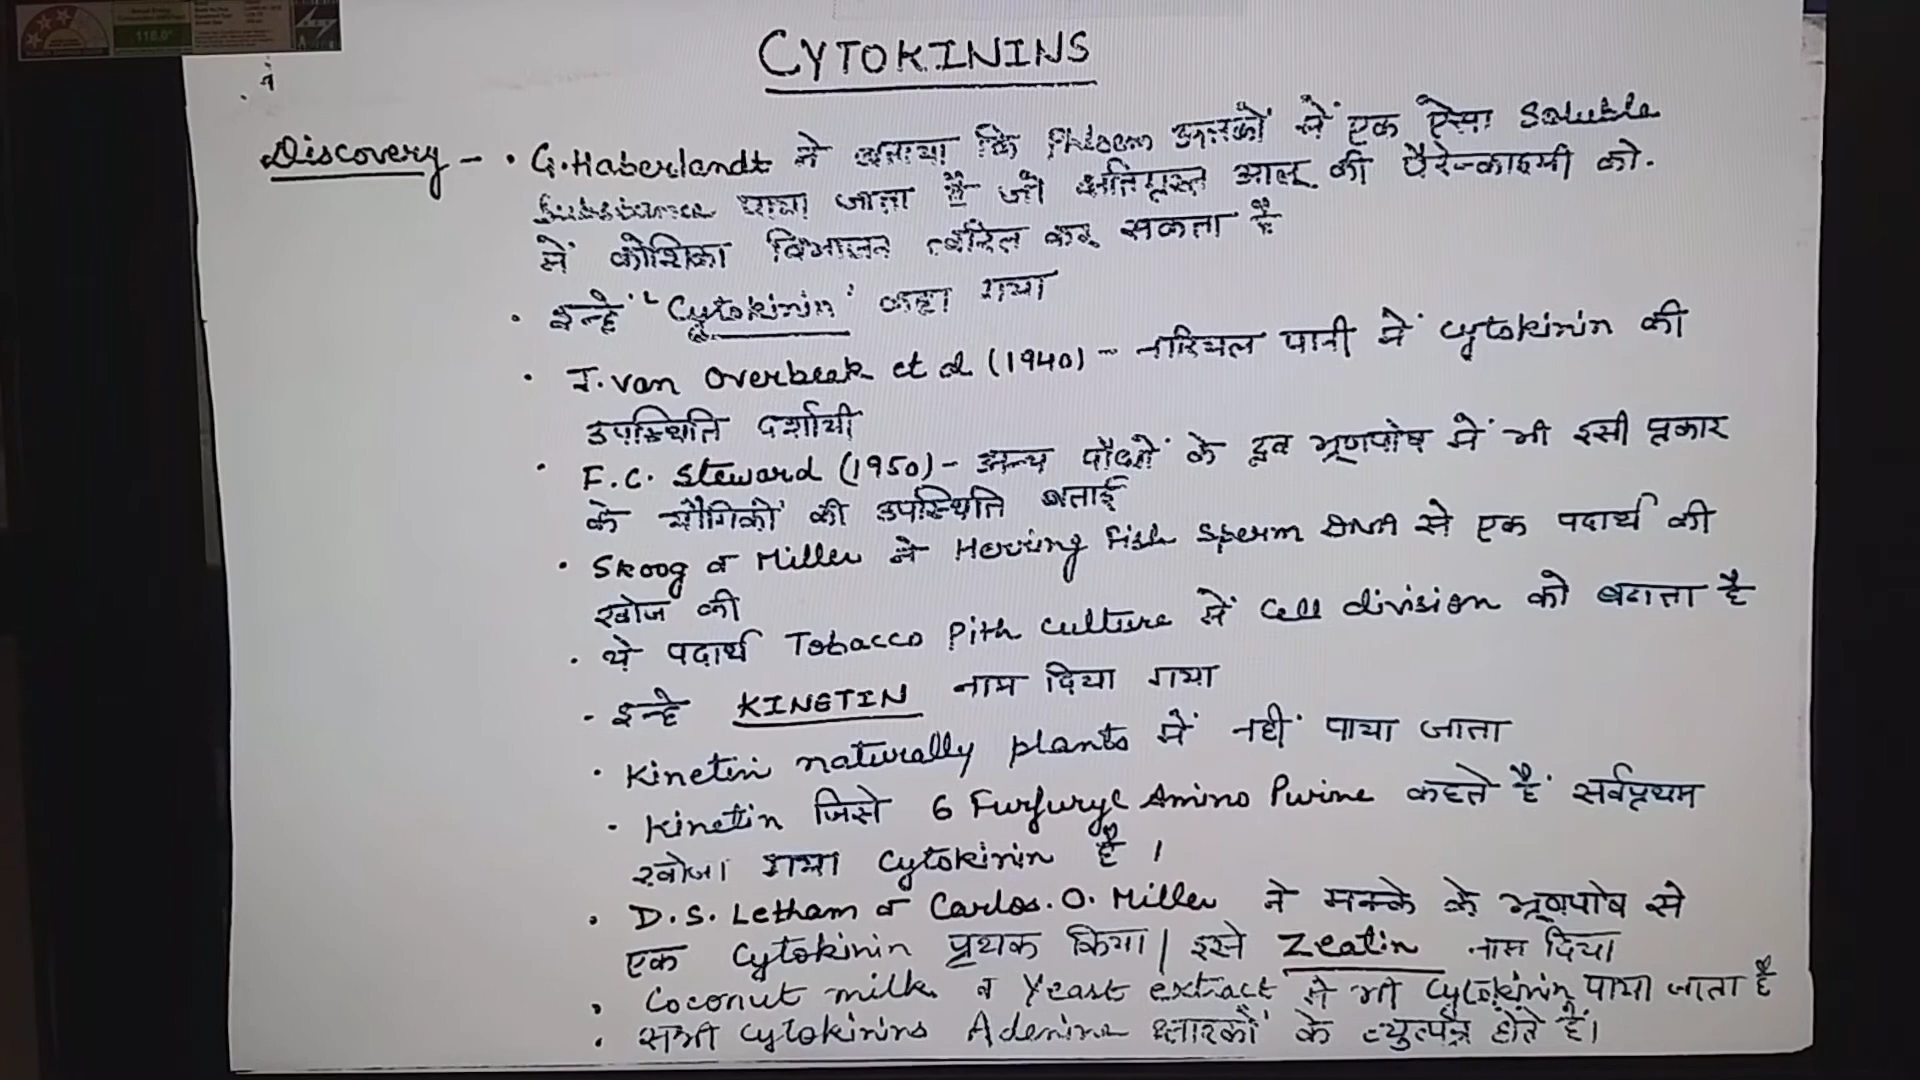 CYTOKININS
Discovery - • G.Haberlandt ने बताया कि Phloem ऊतकों में एक ऐसा Soluble
Substance पाया जाता है जो क्षतिग्रस्त आलू की पैरेन्काइमी को.
में कोशिका विभाजन त्वरित कर सकता है
• इन्हे "Cytokinin" कहा गया
• J. van Overbeek et al (1940) - नारियल पानी में cytokinin की
उपस्थिति दर्शायी
• F.C. Steward (1950) - अन्य पौधों के द्रव भ्रूणपोष में भी इसी प्रकार
के यौगिकों की उपस्थिति बताई
• Skoog व Miller ने Herring Fish Sperm DNA से एक पदार्थ की
खोज की
• ये पदार्थ Tobacco Pith culture में Cell division को बढाता है
• इन्हे KINETIN नाम दिया गया
• Kinetin naturally plants में नहीं पाया जाता
• Kinetin जिसे 6 Furfuryl Amino Purine कहते हैं सर्वप्रथम
खोजा गया Cytokinin है ।
• D.S. Letham व Carlos. O. Miller ने मक्के के भ्रूणपोष से
एक Cytokinin प्रथक किया | इसे Zeatin नाम दिया
• Coconut milk व Yeast extract में भी Cytokinin पाया जाता है
• सभी Cytokinins Adenine क्षारकों के व्युत्पन्न होते हैं।